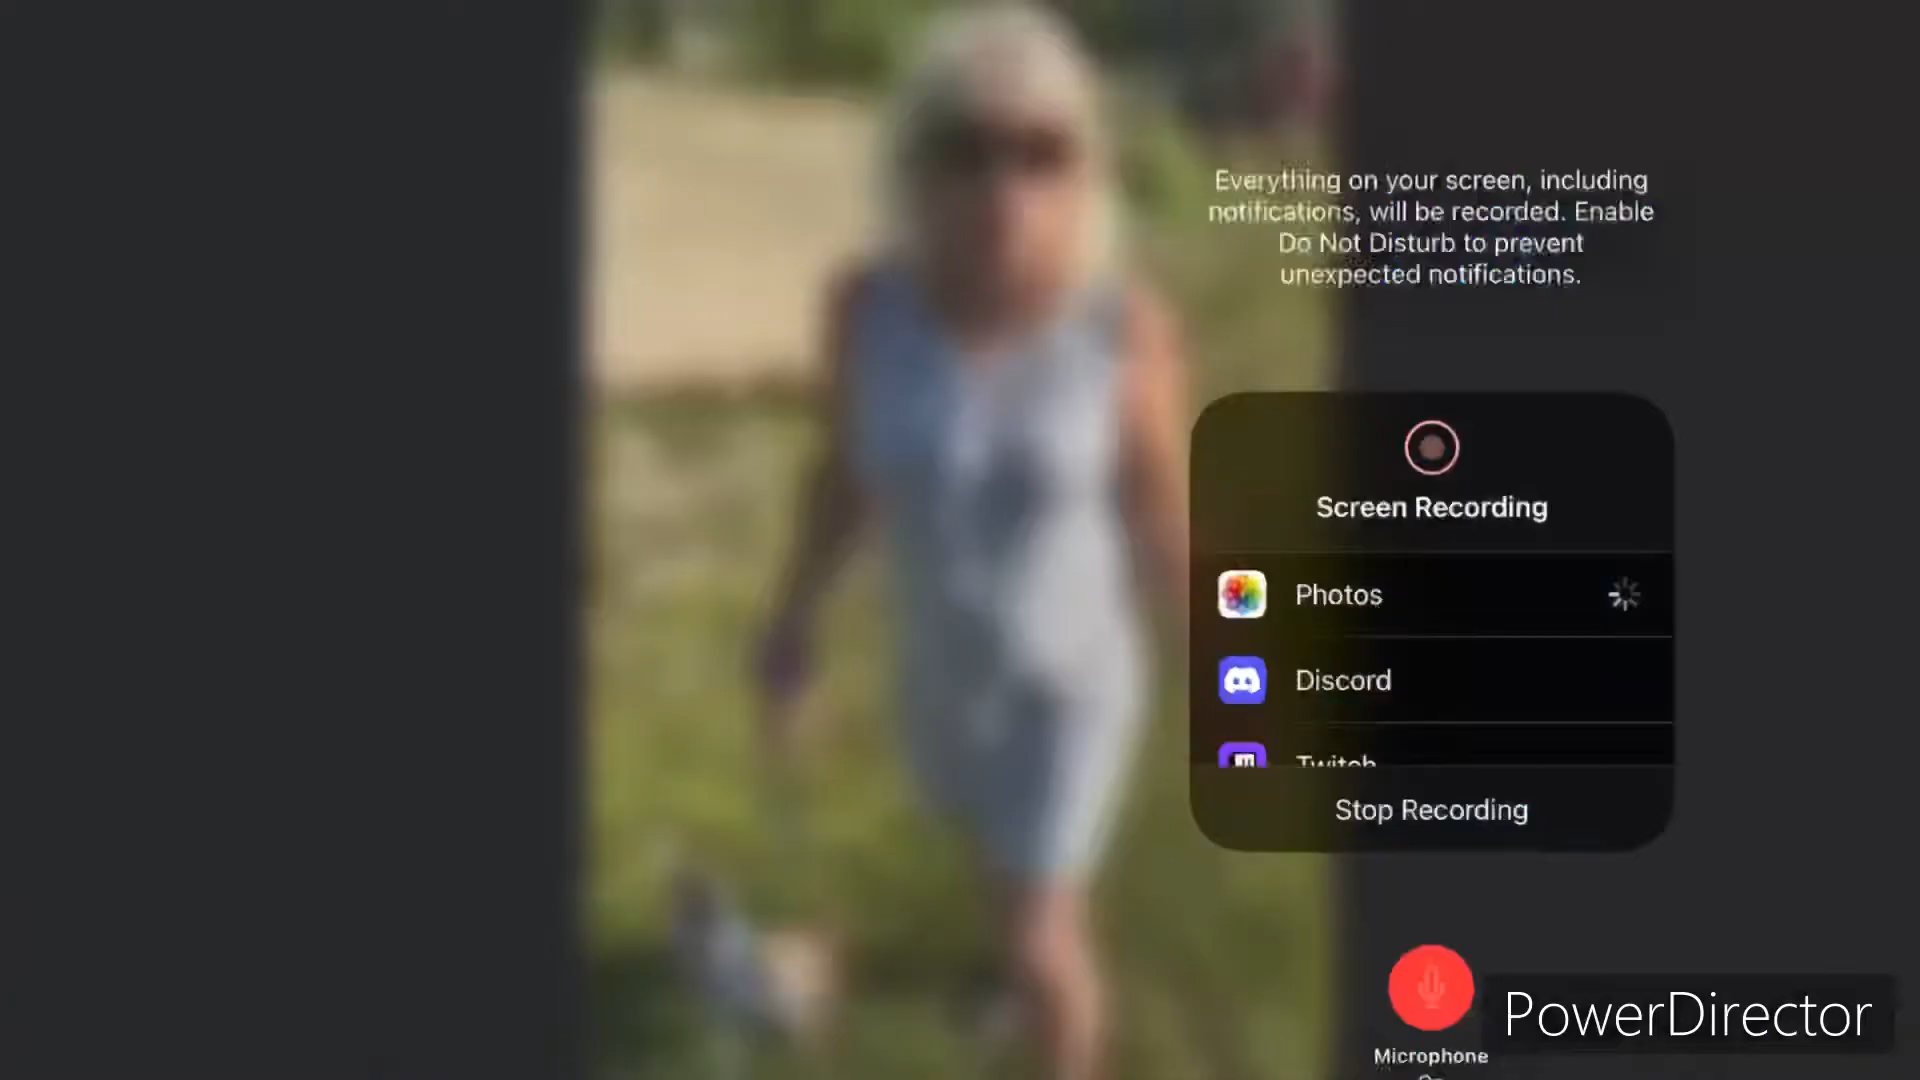 Everything on your screen, including
notifications, will be recorded. Enable
Do Not Disturb to prevent
unexpected notifications.
Screen Recording
Photos
Discord
Twitch
Stop Recording
PowerDirector
Microphone